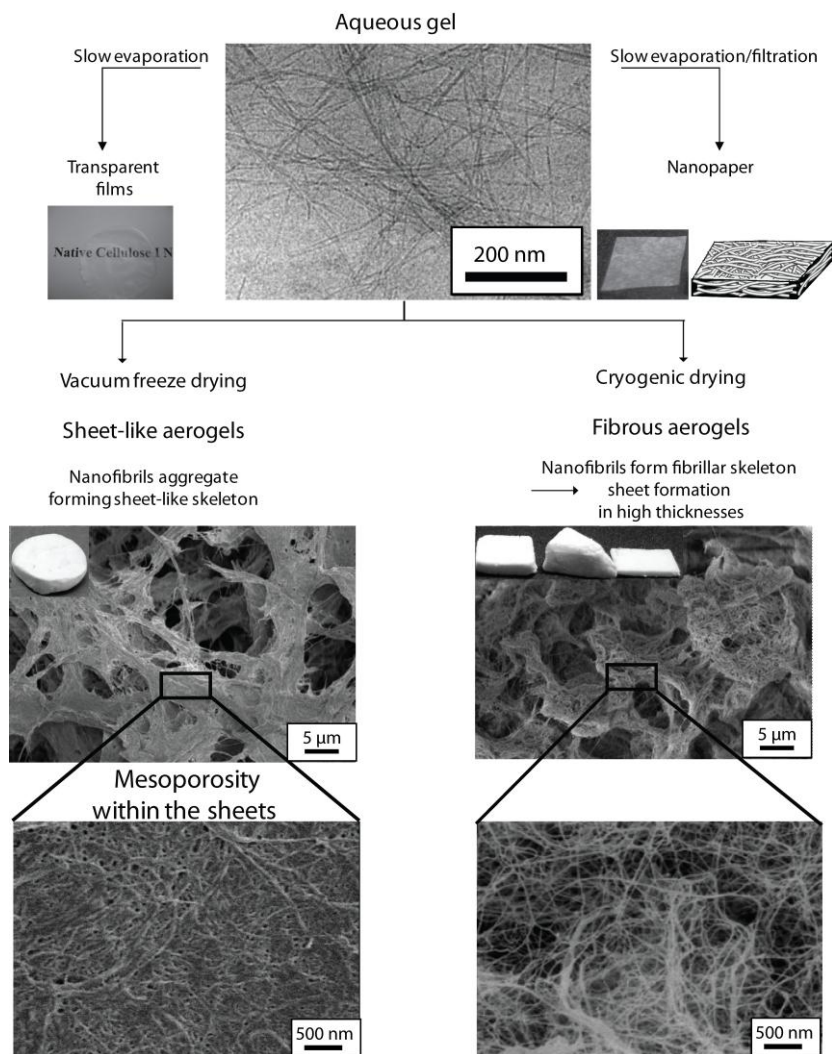 Aqueous gel
Slow evaporation
Slow evaporation/filtration
Transparent
films
Nanopaper
Native Cellulose I N
200 nm
Vacuum freeze drying
Cryogenic drying
Sheet-like aerogels
Fibrous aerogels
Nanofibrils aggregate
forming sheet-like skeleton
Nanofibrils form fibrillar skeleton
sheet formation
in high thicknesses
5 μm
5 μm
Mesoporosity
within the sheets
500 nm
500 nm